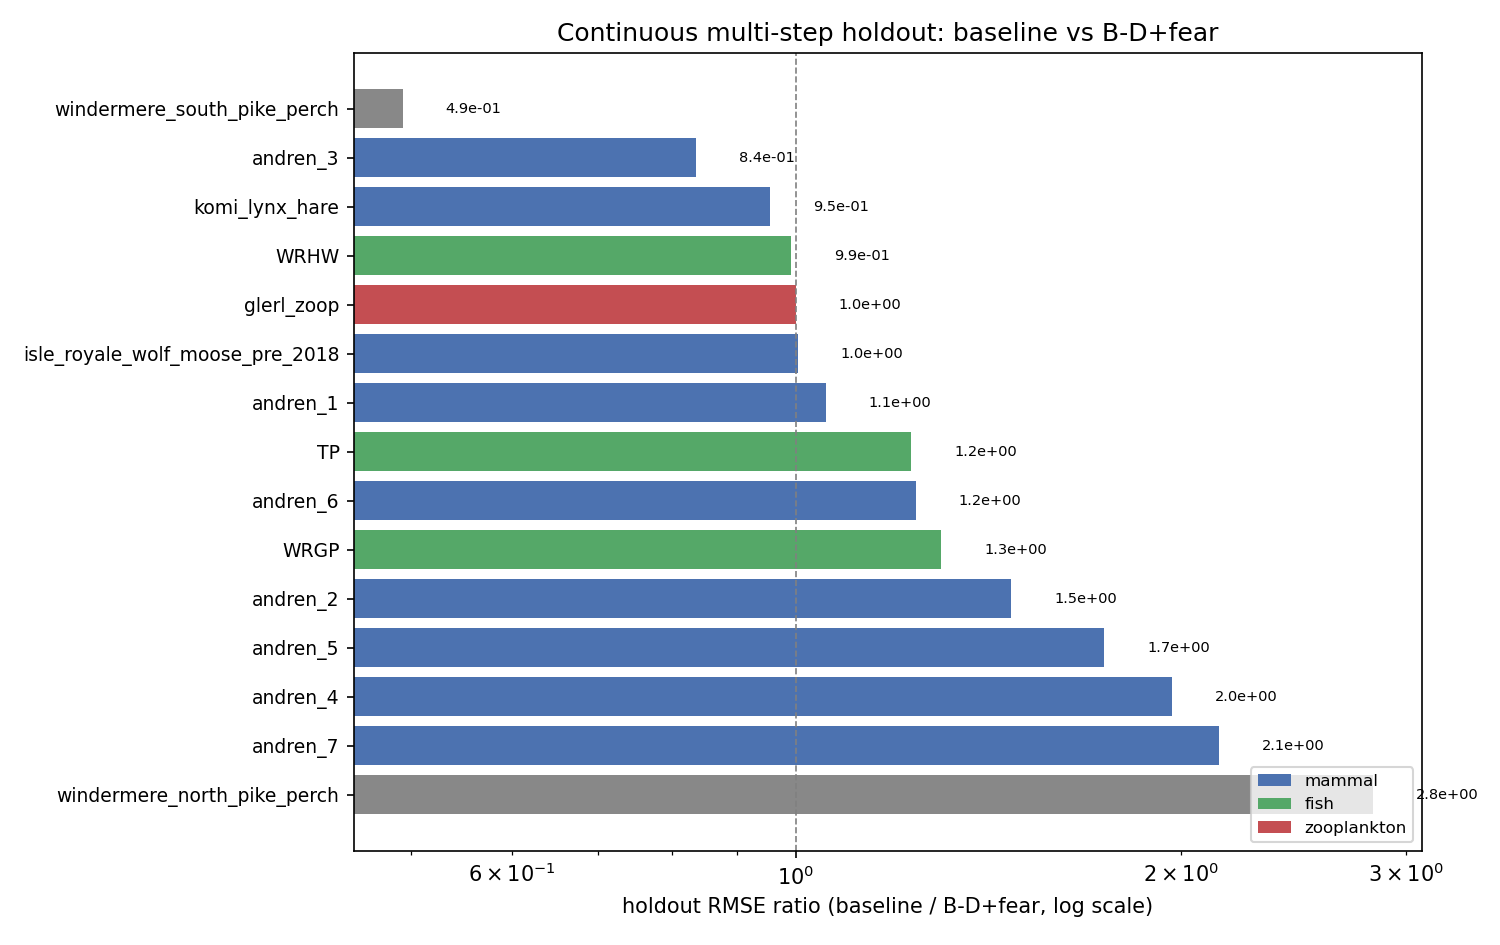 Continuous multi-step holdout: baseline vs B-D+fear
windermere_south_pike_perch 4.9e-01
andren_3 8.4e-01
komi_lynx_hare 9.5e-01
WRHW 9.9e-01
glerl_zoop 1.0e+00
isle_royale_wolf_moose_pre_2018 1.0e+00
andren_1 1.1e+00
TP 1.2e+00
andren_6 1.2e+00
WRGP 1.3e+00
andren_2 1.5e+00
andren_5 1.7e+00
andren_4 2.0e+00
andren_7 2.1e+00
windermere_north_pike_perch 2.8e+00
mammal
fish
zooplankton
6 × 10⁻¹ 10⁰ 2 × 10⁰ 3 × 10⁰
holdout RMSE ratio (baseline / B-D+fear, log scale)